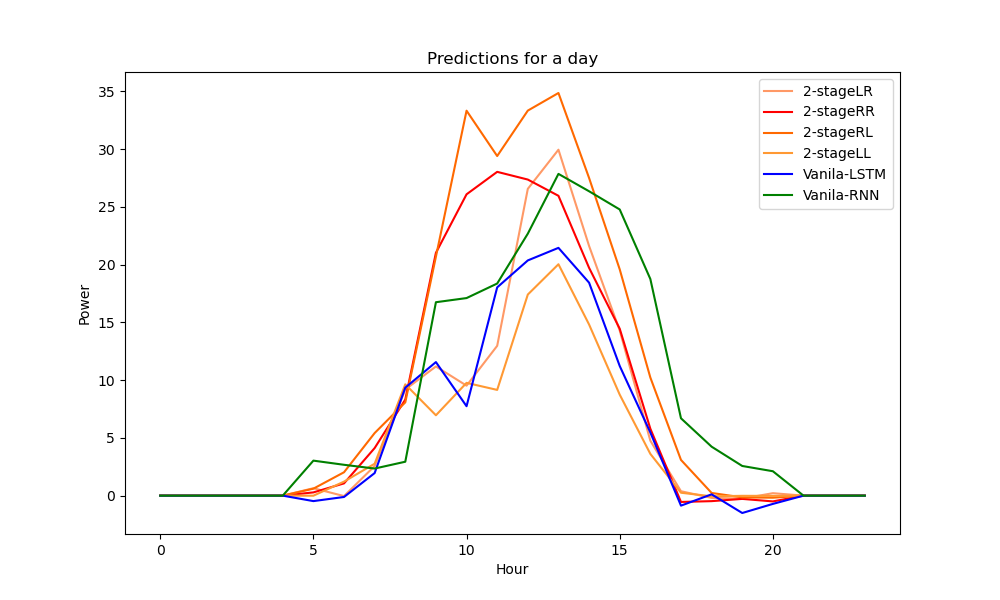 Predictions for a day
35
30
25
20
15
10
5
0
Power
0 5 10 15 20
Hour
2-stageLR
2-stageRR
2-stageRL
2-stageLL
Vanila-LSTM
Vanila-RNN